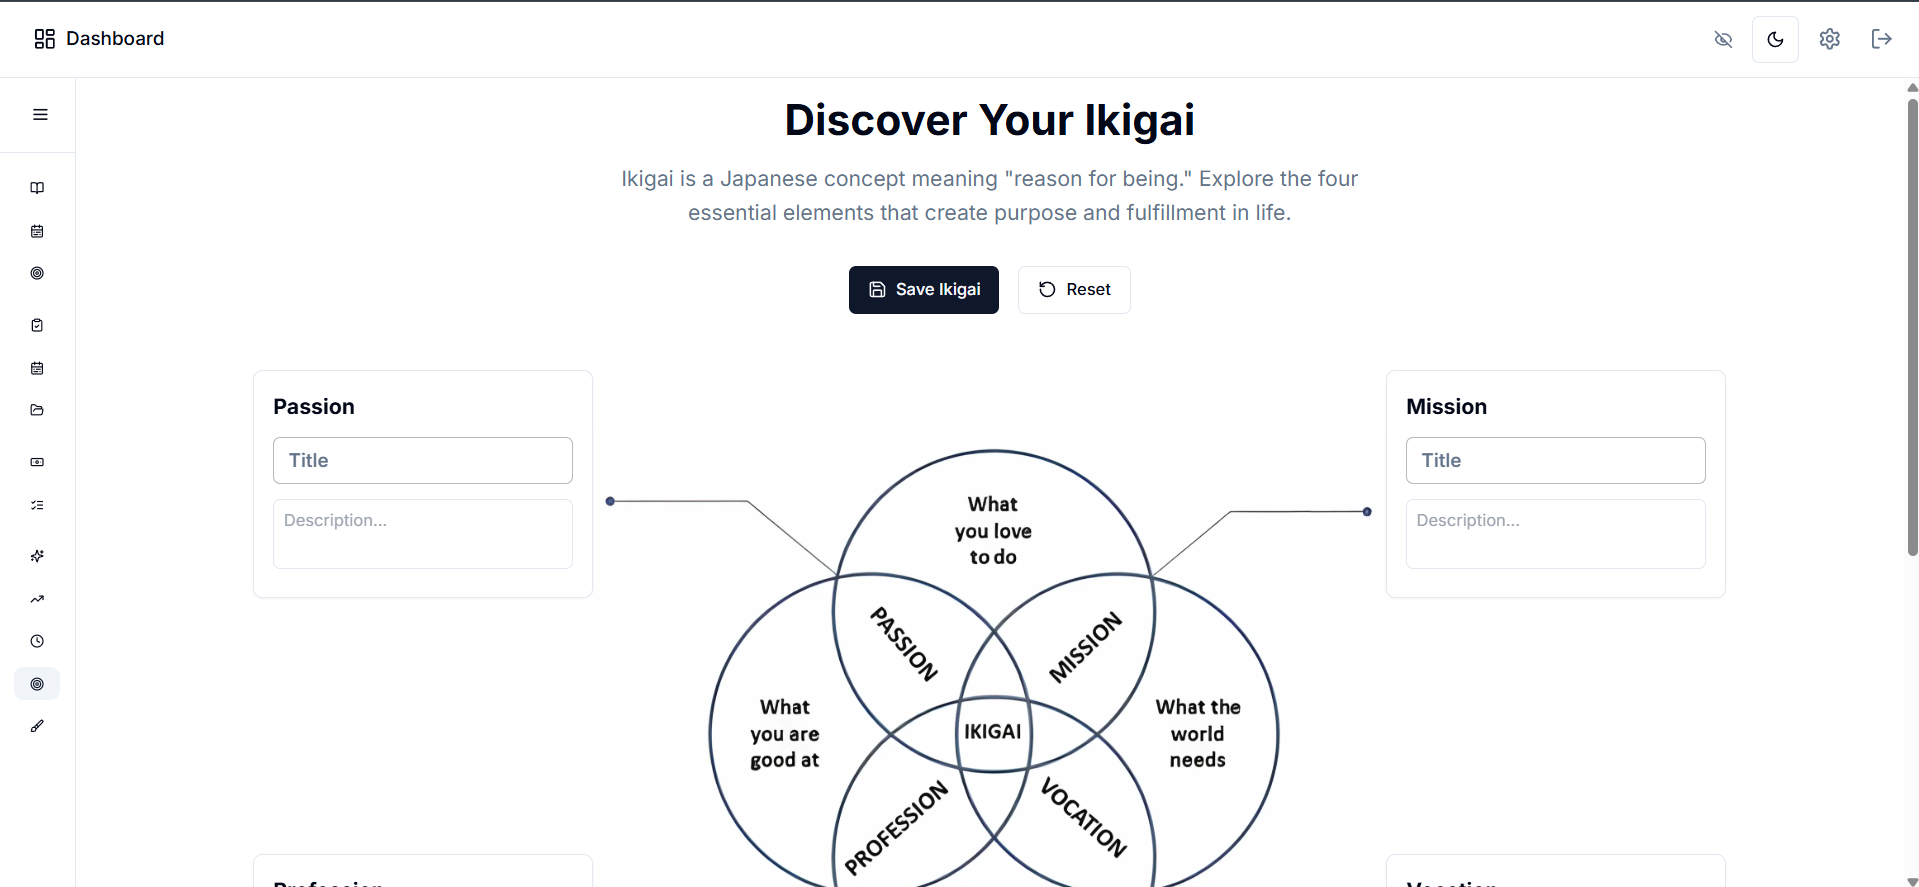 Dashboard
Discover Your Ikigai
Ikigai is a Japanese concept meaning "reason for being." Explore the four
essential elements that create purpose and fulfillment in life.
Save Ikigai
Reset
Passion
Title
Description...
Mission
Title
Description...
What
you love
to do
PASSION
MISSION
What
you are
good at
IKIGAI
What the
world
needs
PROFESSION
VOCATION